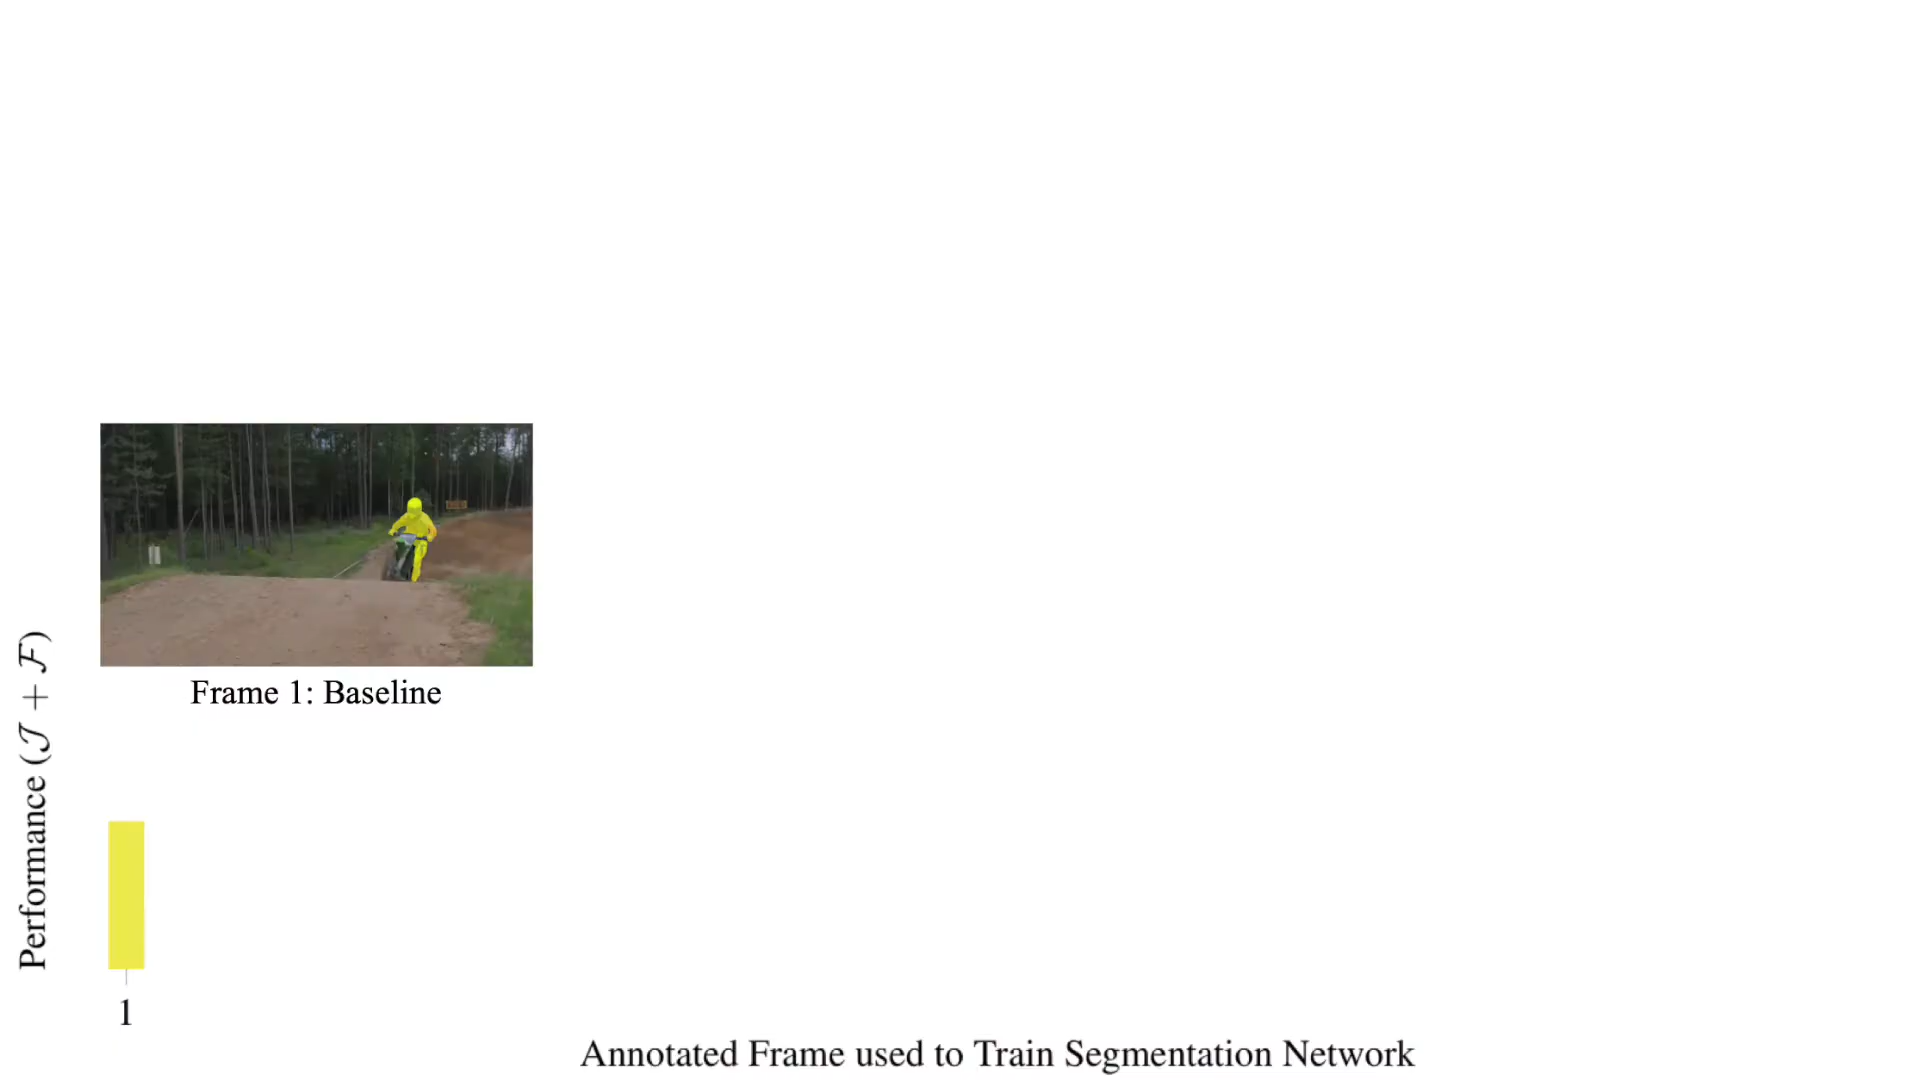 Frame 1: Baseline
Performance (𝒥 + ℱ)
1
Annotated Frame used to Train Segmentation Network